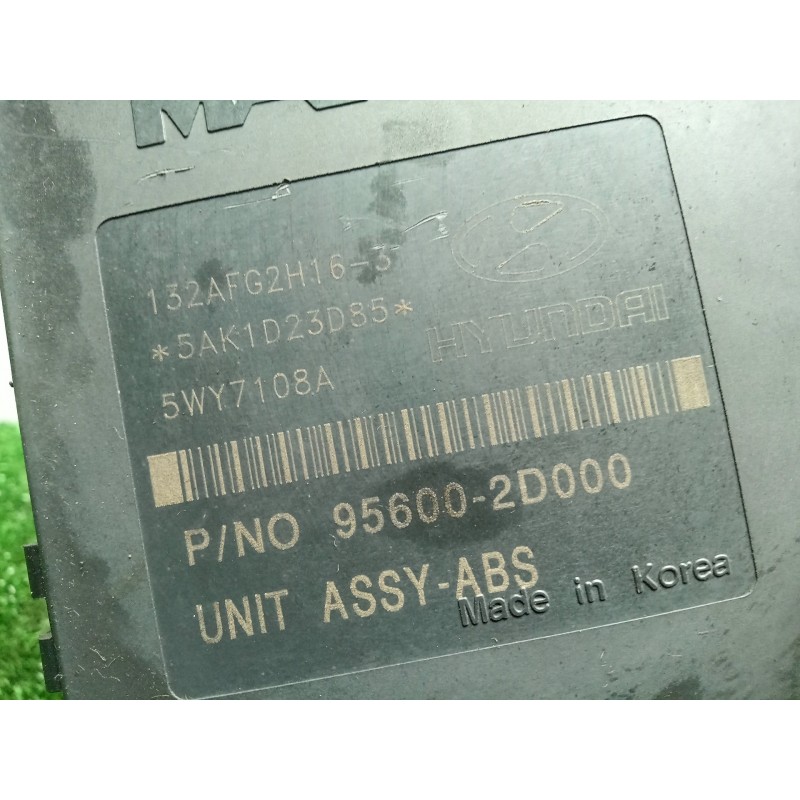 132AFG2H16-3
*5AK1D23D85*
5WY7108A
HYUNDAI
P/NO 95600-2D000
UNIT ASSY-ABS
Made in Korea